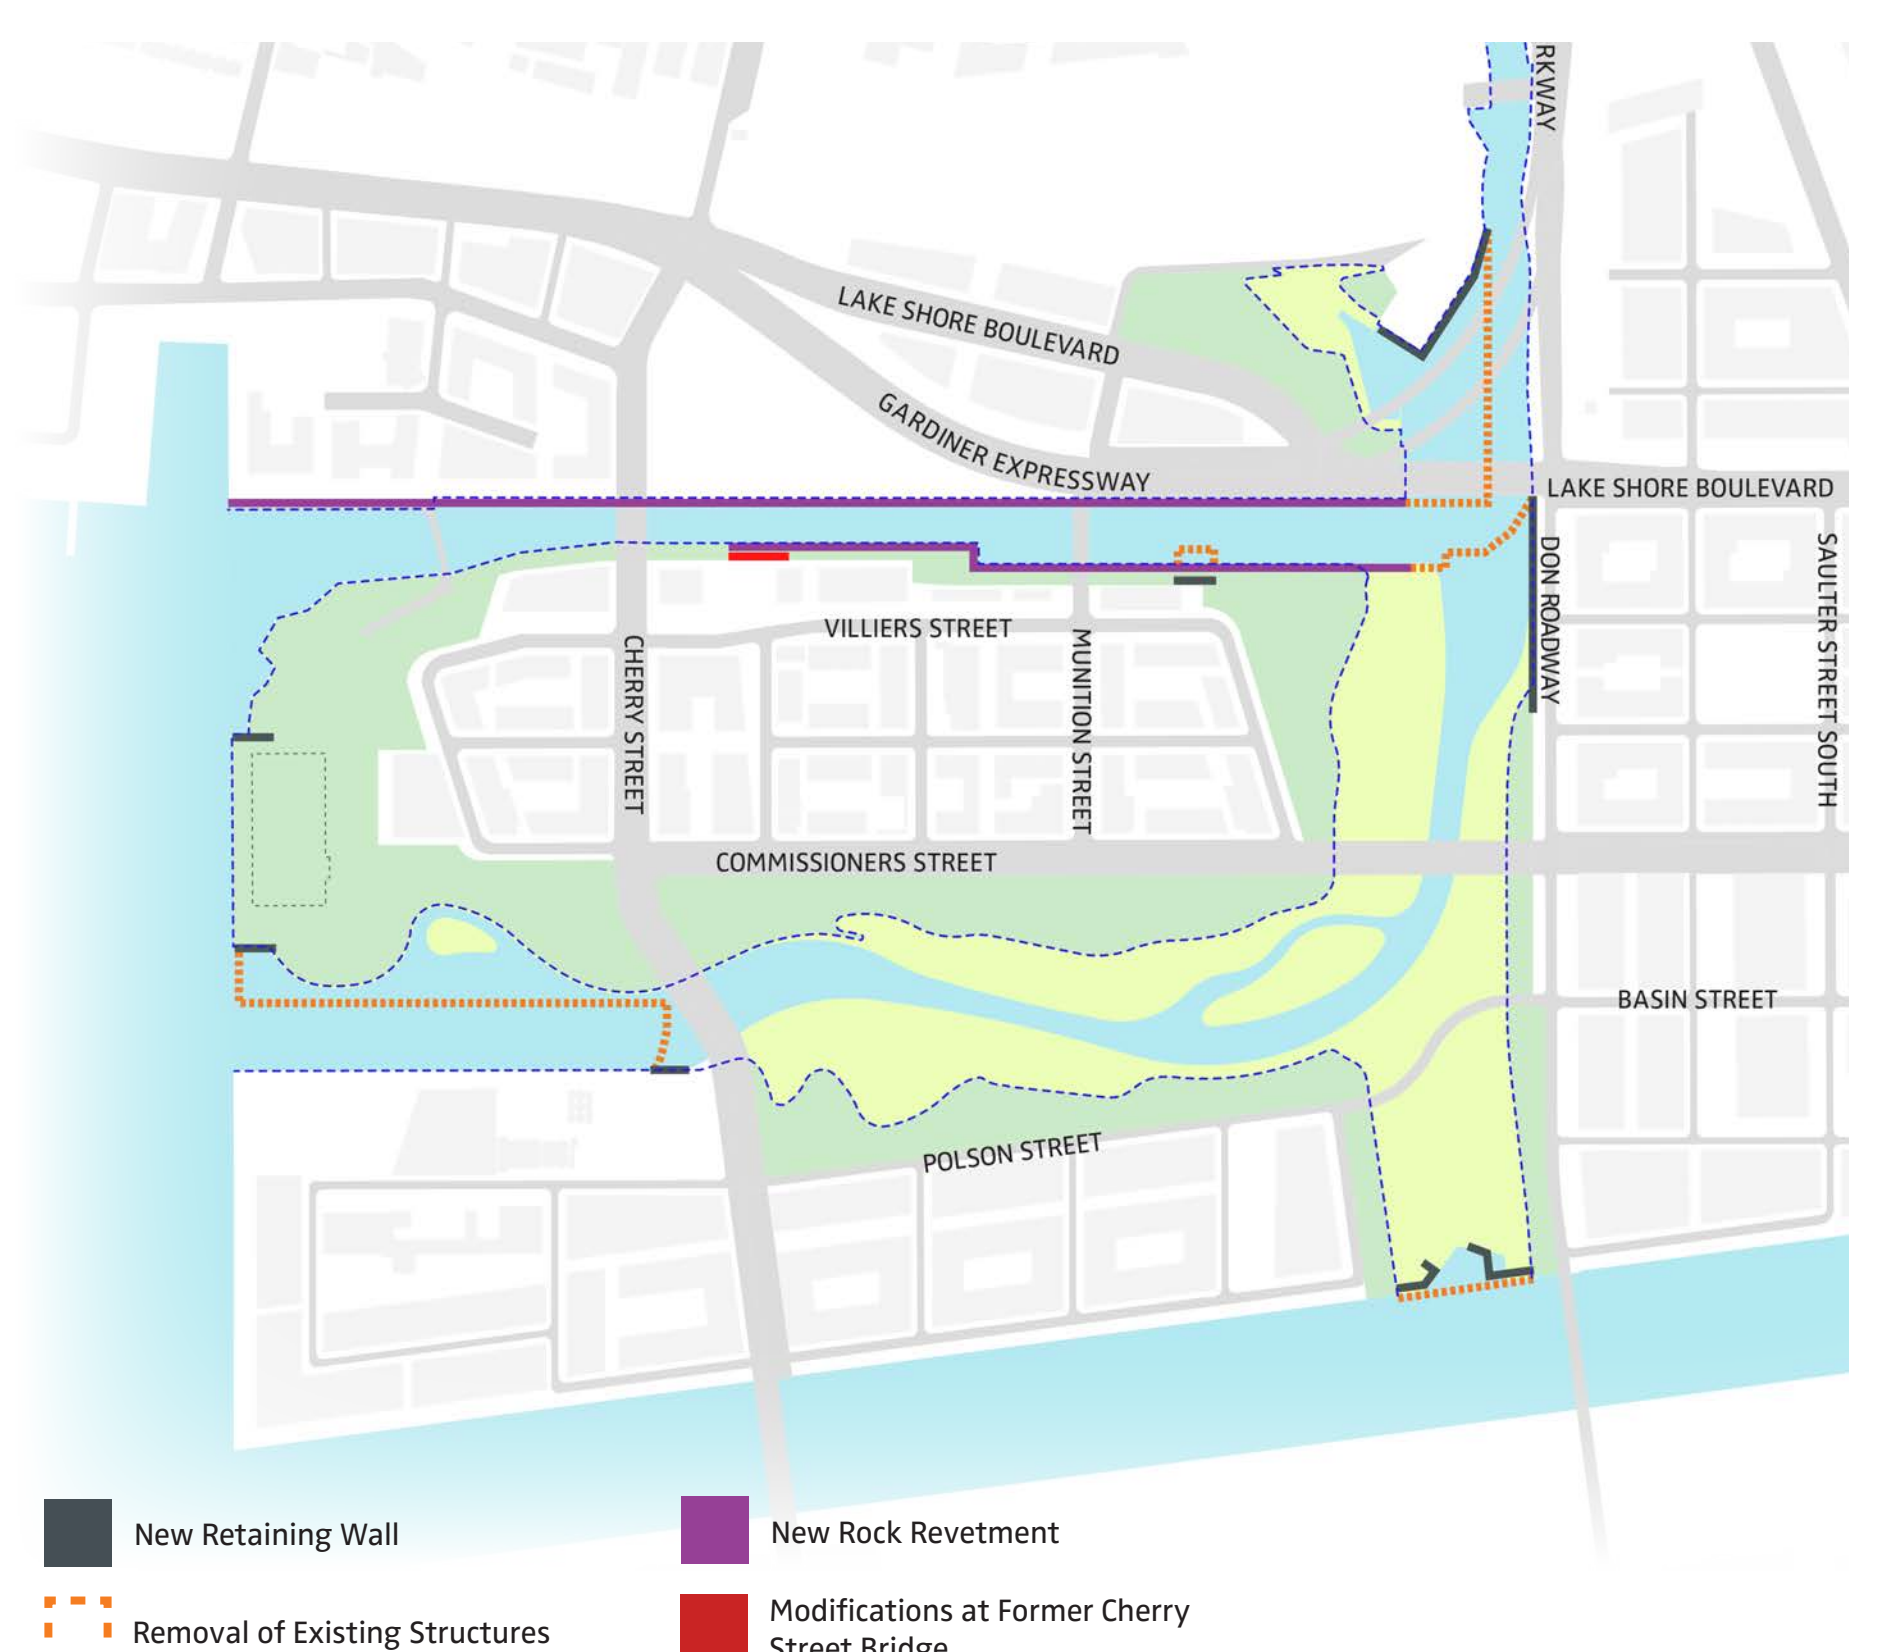 RKWAY
LAKE SHORE BOULEVARD
GARDINER EXPRESSWAY
LAKE SHORE BOULEVARD
DON ROADWAY
SAULTER STREET SOUTH
VILLIERS STREET
CHERRY STREET
MUNITION STREET
COMMISSIONERS STREET
BASIN STREET
POLSON STREET
New Retaining Wall
New Rock Revetment
Removal of Existing Structures
Modifications at Former Cherry
Street Bridge